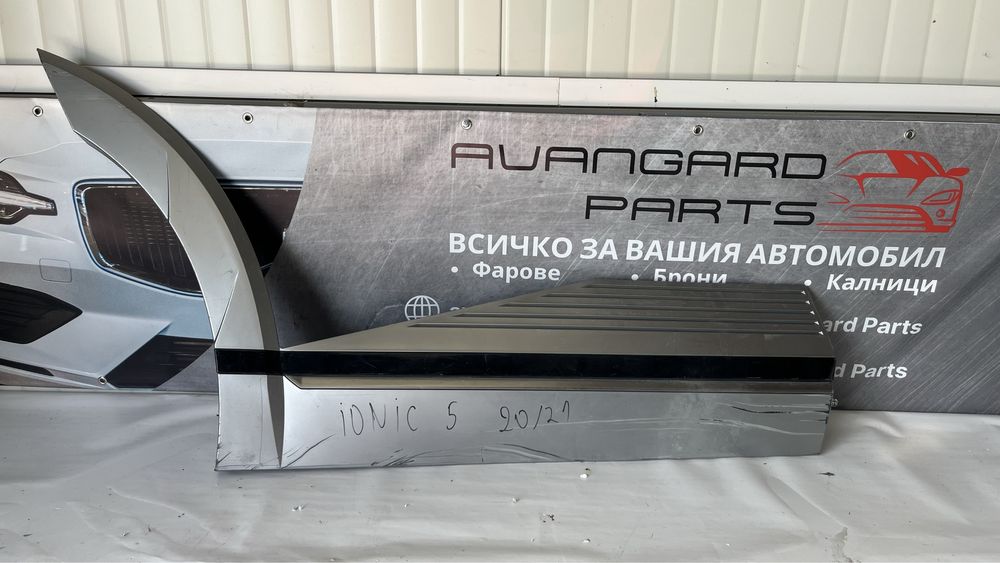 AVANGARD
PARTS
ВСИЧКО ЗА ВАШИЯ АВТОМОБИЛ
• Фарове • Брони • Калници
ard Parts
d Parts
iONiC 5 20/21